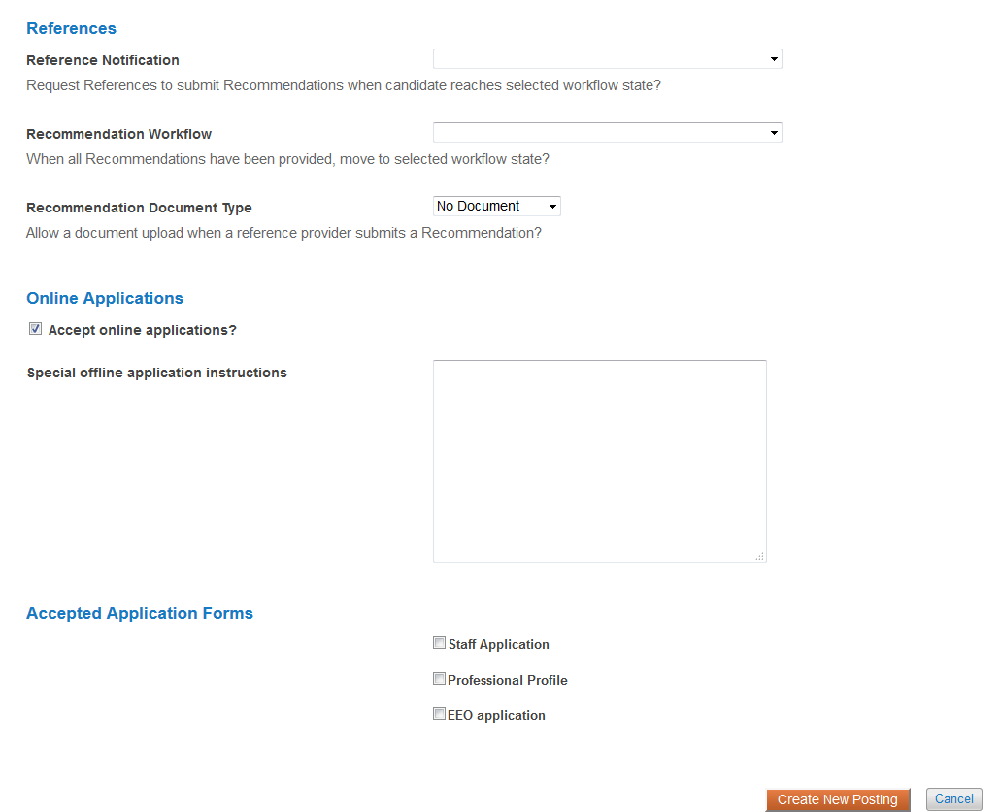 References
Reference Notification
Request References to submit Recommendations when candidate reaches selected workflow state?
Recommendation Workflow
When all Recommendations have been provided, move to selected workflow state?
Recommendation Document Type
No Document
Allow a document upload when a reference provider submits a Recommendation?
Online Applications
Accept online applications?
Special offline application instructions
Accepted Application Forms
Staff Application
Professional Profile
EEO application
Create New Posting
Cancel